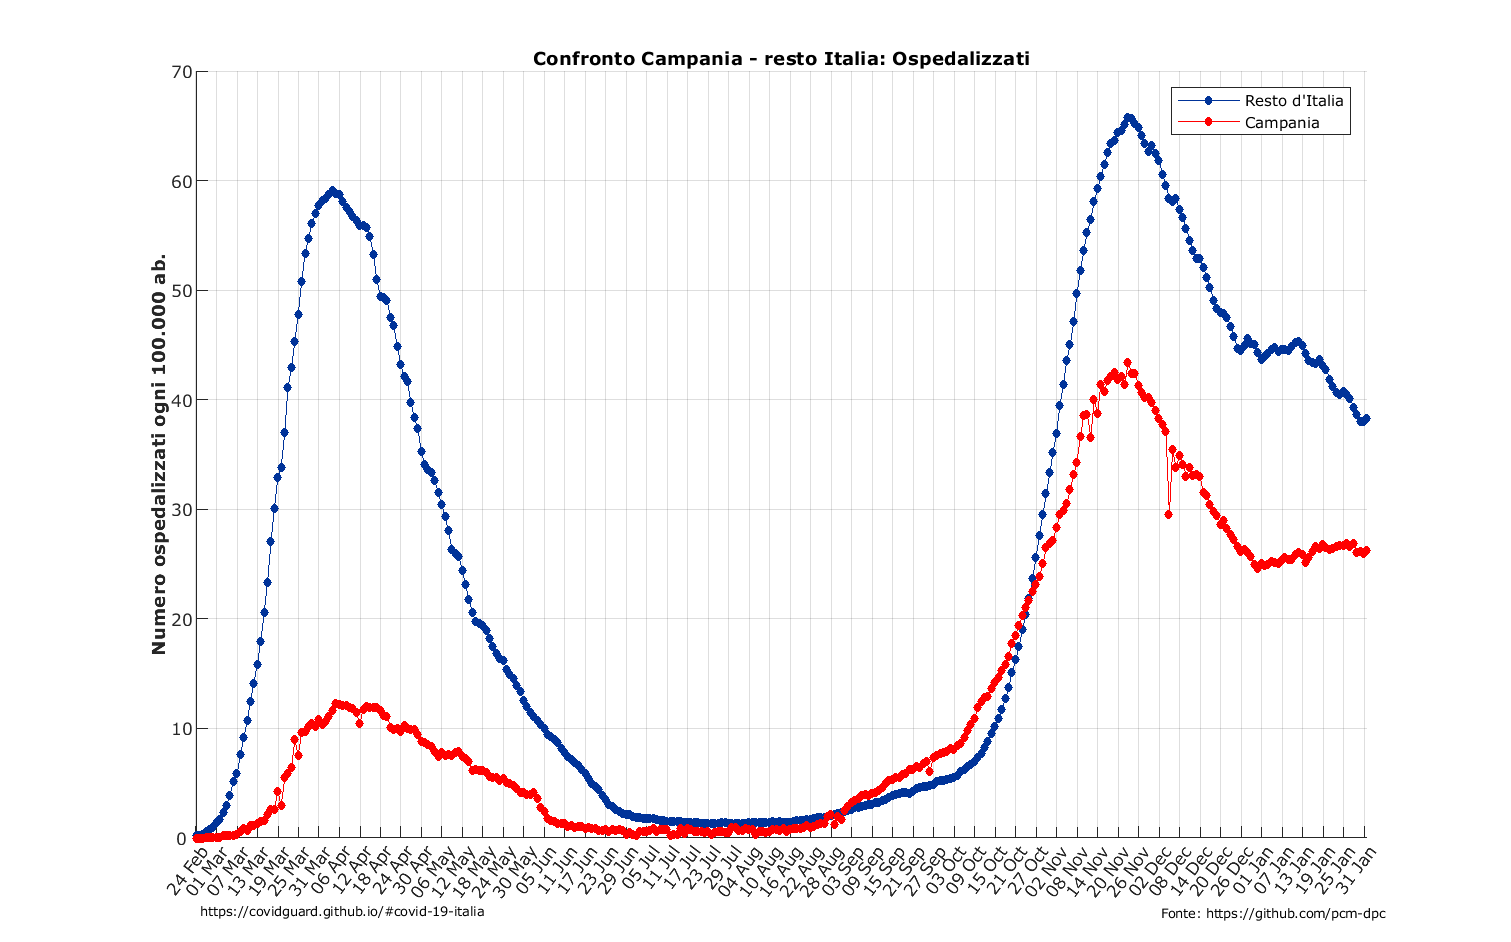 Confronto Campania - resto Italia: Ospedalizzati
Resto d'Italia
Campania
Numero ospedalizzati ogni 100.000 ab.
70
60
50
40
30
20
10
0
24 Feb
01 Mar
07 Mar
13 Mar
19 Mar
25 Mar
31 Mar
06 Apr
12 Apr
18 Apr
24 Apr
30 Apr
06 May
12 May
18 May
24 May
30 May
05 Jun
11 Jun
17 Jun
23 Jun
29 Jun
05 Jul
11 Jul
17 Jul
23 Jul
29 Jul
04 Aug
10 Aug
16 Aug
22 Aug
28 Aug
03 Sep
09 Sep
15 Sep
21 Sep
27 Sep
03 Oct
09 Oct
15 Oct
21 Oct
27 Oct
02 Nov
08 Nov
14 Nov
20 Nov
26 Nov
02 Dec
08 Dec
14 Dec
20 Dec
26 Dec
01 Jan
07 Jan
13 Jan
19 Jan
25 Jan
31 Jan
https://covidguard.github.io/#covid-19-italia
Fonte: https://github.com/pcm-dpc